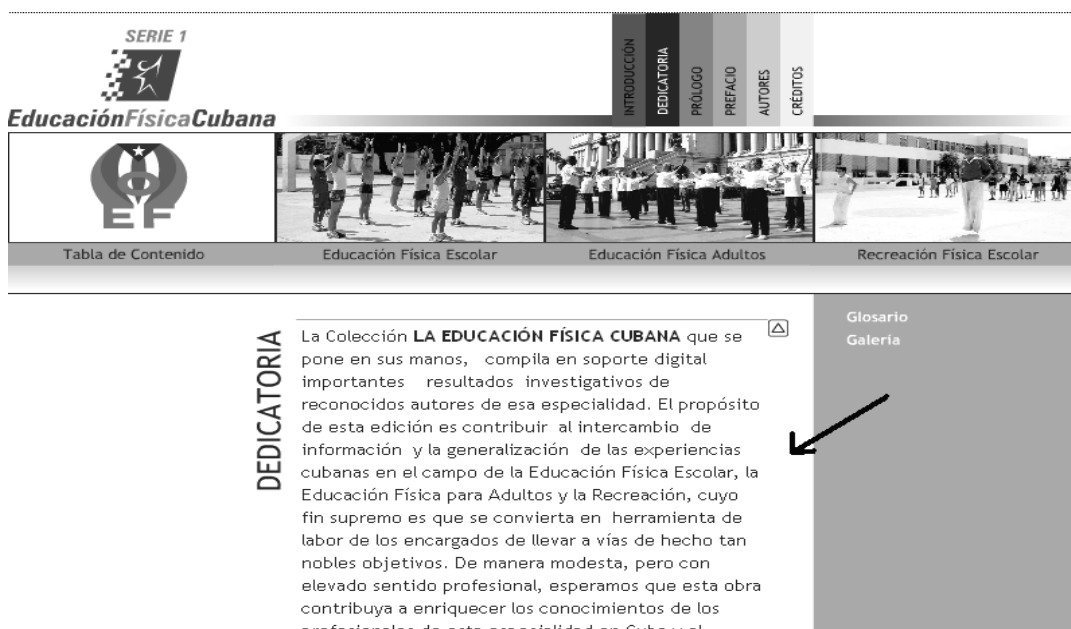 SERIE 1
EducaciónFísicaCubana
INTRODUCCIÓN
DEDICATORIA
PRÓLOGO
PREFACIO
AUTORES
CRÉDITOS
EF
Tabla de Contenido
Educación Física Escolar
Educación Física Adultos
Recreación Física Escolar
DEDICATORIA
La Colección LA EDUCACIÓN FÍSICA CUBANA que se
pone en sus manos, compila en soporte digital
importantes resultados investigativos de
reconocidos autores de esa especialidad. El propósito
de esta edición es contribuir al intercambio de
información y la generalización de las experiencias
cubanas en el campo de la Educación Física Escolar, la
Educación Física para Adultos y la Recreación, cuyo
fin supremo es que se convierta en herramienta de
labor de los encargados de llevar a vías de hecho tan
nobles objetivos. De manera modesta, pero con
elevado sentido profesional, esperamos que esta obra
contribuya a enriquecer los conocimientos de los
Glosario
Galería